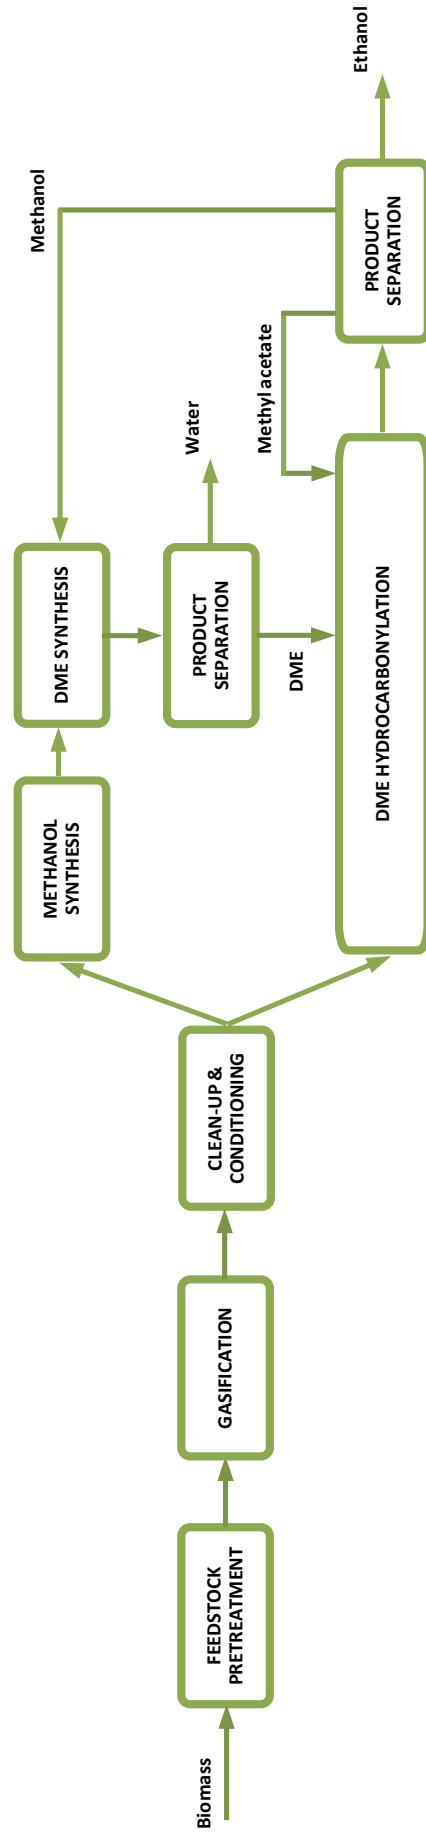 Biomass
FEEDSTOCK
PRETREATMENT
GASIFICATION
CLEAN-UP &
CONDITIONING
METHANOL
SYNTHESIS
DME SYNTHESIS
Methanol
PRODUCT
SEPARATION
Water
DME
Methyl acetate
DME HYDROCARBONYLATION
PRODUCT
SEPARATION
Ethanol